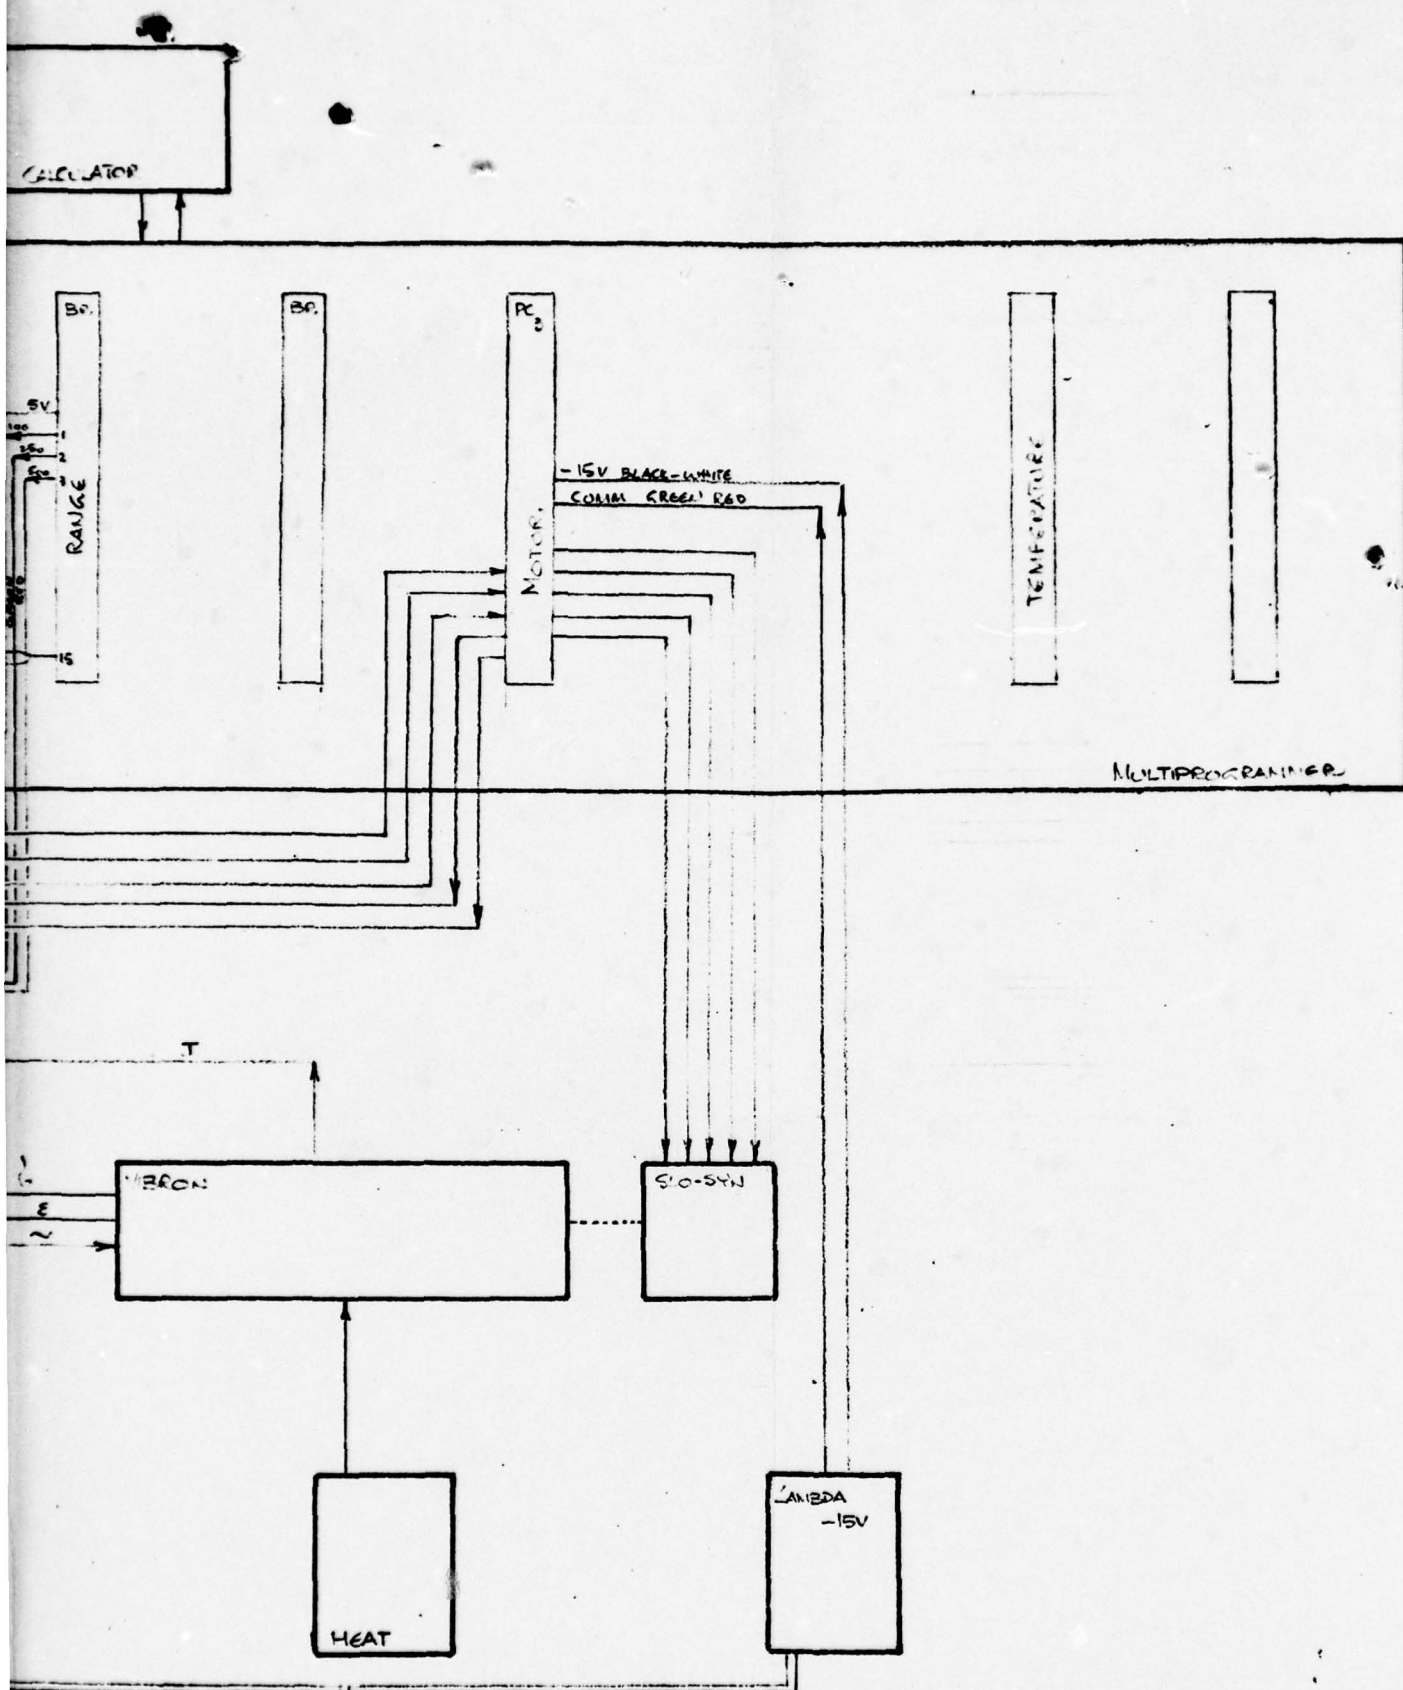 CALCULATOR
BP.
BP.
PC
5V
100
1
250
2
500
RANGE
-15V BLACK-WHITE
COMM GREEN RED
MOTOR.
TEMPERATURE
15
MULTIPROGRAMMER
T
ε
~
VIBRON
SLO-SYN
LAMBDA
-15V
HEAT